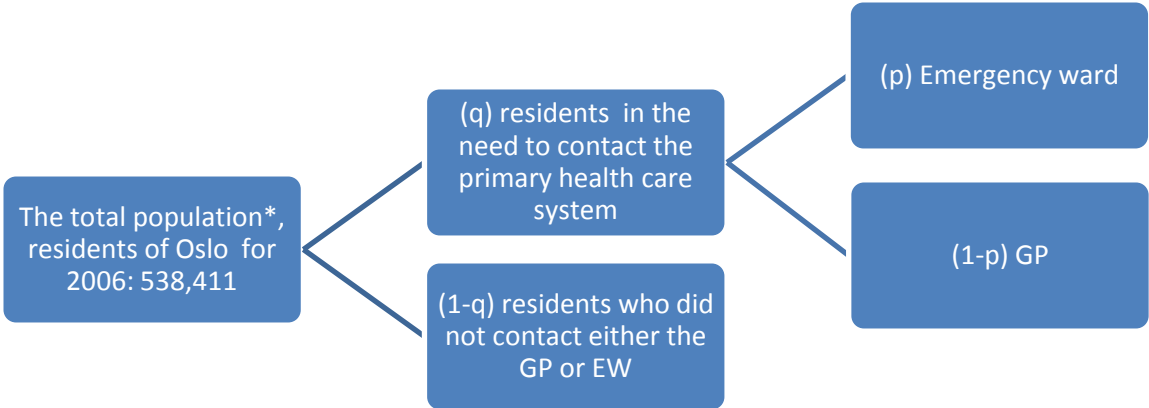 The total population*,
residents of Oslo for
2006: 538,411
(q) residents in the
need to contact the
primary health care
system
(1-q) residents who did
not contact either the
GP or EW
(p) Emergency ward
(1-p) GP